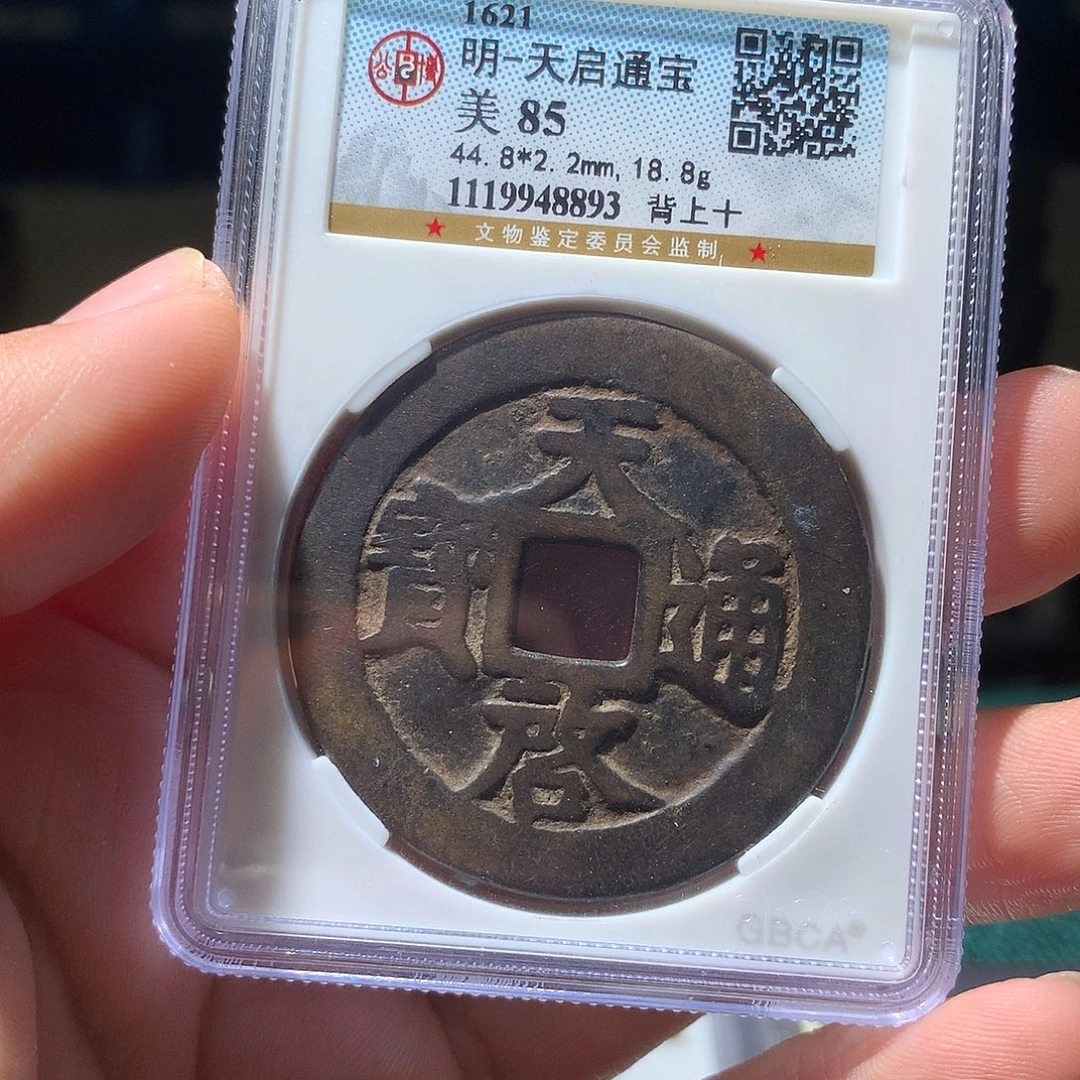 1621
明-天启通宝
美 85
44.8*2.2mm, 18.8g
1119948893 背上十
★ 文物鉴定委员会监制 ★
天啓通寳
GBCA®